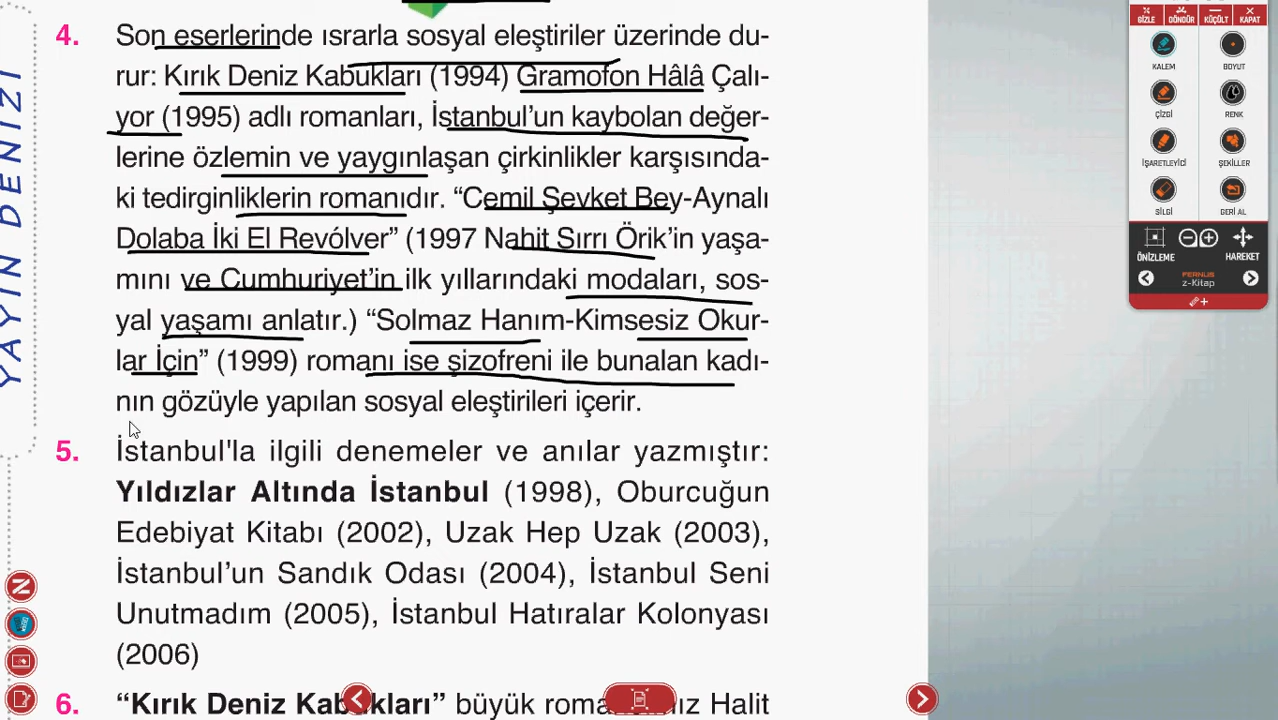 4. Son eserlerinde ısrarla sosyal eleştiriler üzerinde du-
rur: Kırık Deniz Kabukları (1994) Gramofon Hâlâ Çalı-
yor (1995) adlı romanları, İstanbul’un kaybolan değer-
lerine özlemin ve yaygınlaşan çirkinlikler karşısında-
ki tedirginliklerin romanıdır. “Cemil Şevket Bey-Aynalı
Dolaba İki El Revólver” (1997 Nahit Sırrı Örik’in yaşa-
mını ve Cumhuriyet’in ilk yıllarındaki modaları, sos-
yal yaşamı anlatır.) “Solmaz Hanım-Kimsesiz Okur-
lar İçin” (1999) romanı ise şizofreni ile bunalan kadı-
nın gözüyle yapılan sosyal eleştirileri içerir.
5. İstanbul'la ilgili denemeler ve anılar yazmıştır:
Yıldızlar Altında İstanbul (1998), Oburcuğun
Edebiyat Kitabı (2002), Uzak Hep Uzak (2003),
İstanbul’un Sandık Odası (2004), İstanbul Seni
Unutmadım (2005), İstanbul Hatıralar Kolonyası
(2006)
6. “Kırık Deniz Kabukları” büyük Halit
YAYIN DENİZİ
GİZLE DÖNDÜR KÜÇÜLT KAPAT
KALEM BOYUT
ÇİZGİ RENK
İŞARETLEYİCİ ŞEKİLLER
SİLGİ GERİ AL
ÖNİZLEME HAREKET
FERNUS
z-Kitap